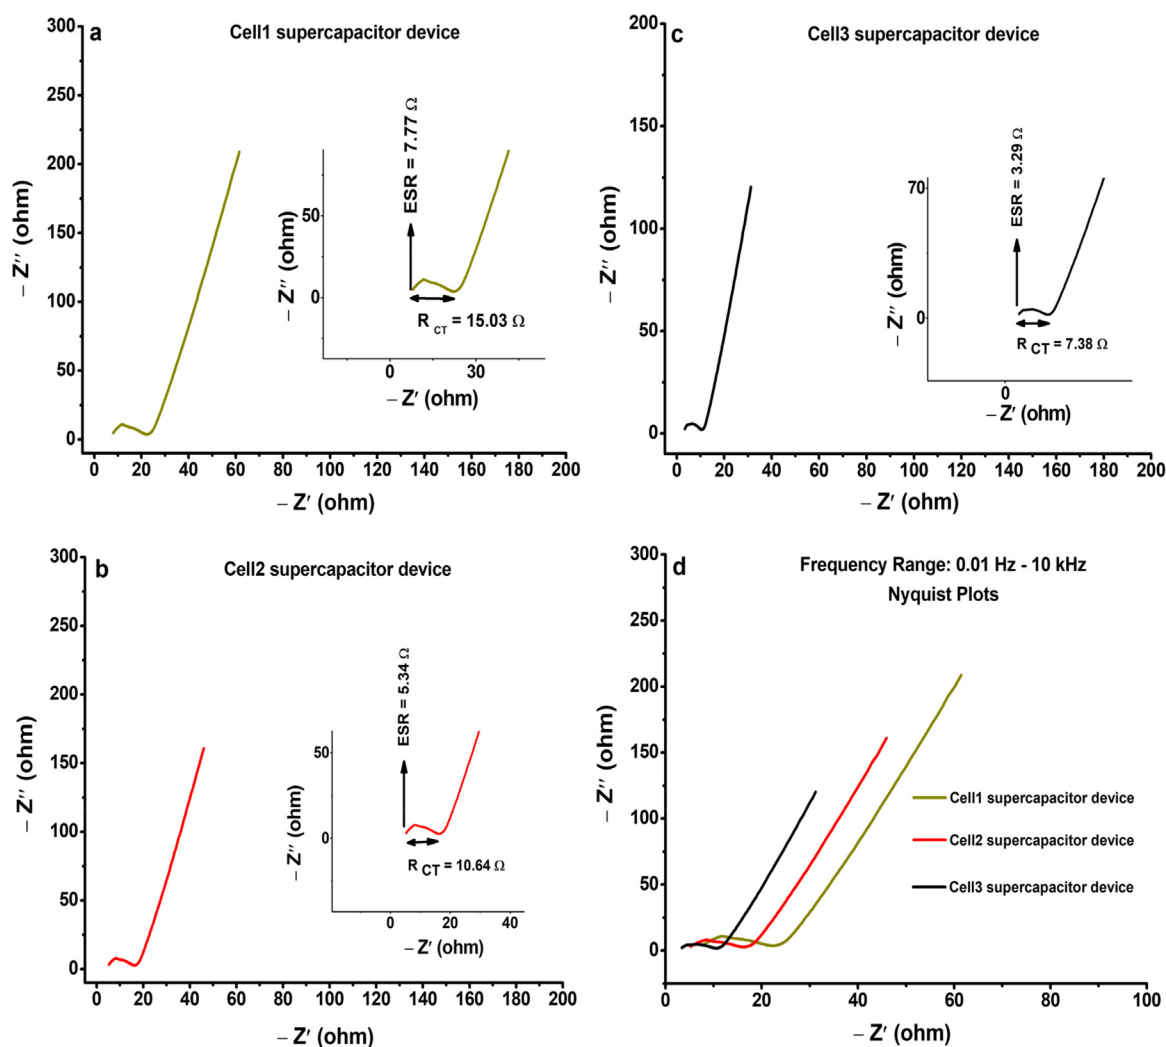 a
Cell1 supercapacitor device
300
250
200
150
100
50
0
– Z′′ (ohm)
0 20 40 60 80 100 120 140 160 180 200
– Z′ (ohm)
ESR = 7.77 Ω
50
0
– Z′′ (ohm)
R CT = 15.03 Ω
0 30
– Z′ (ohm)
c
Cell3 supercapacitor device
200
150
100
50
0
– Z′′ (ohm)
0 20 40 60 80 100 120 140 160 180 200
– Z′ (ohm)
ESR = 3.29 Ω
70
0
– Z′′ (ohm)
R CT = 7.38 Ω
0
– Z′ (ohm)
b
Cell2 supercapacitor device
300
250
200
150
100
50
0
– Z′′ (ohm)
0 20 40 60 80 100 120 140 160 180 200
– Z′ (ohm)
ESR = 5.34 Ω
50
0
– Z′′ (ohm)
R CT = 10.64 Ω
0 20 40
– Z′ (ohm)
d
Frequency Range: 0.01 Hz - 10 kHz
Nyquist Plots
300
250
200
150
100
50
0
– Z′′ (ohm)
Cell1 supercapacitor device
Cell2 supercapacitor device
Cell3 supercapacitor device
0 20 40 60 80 100
– Z′ (ohm)